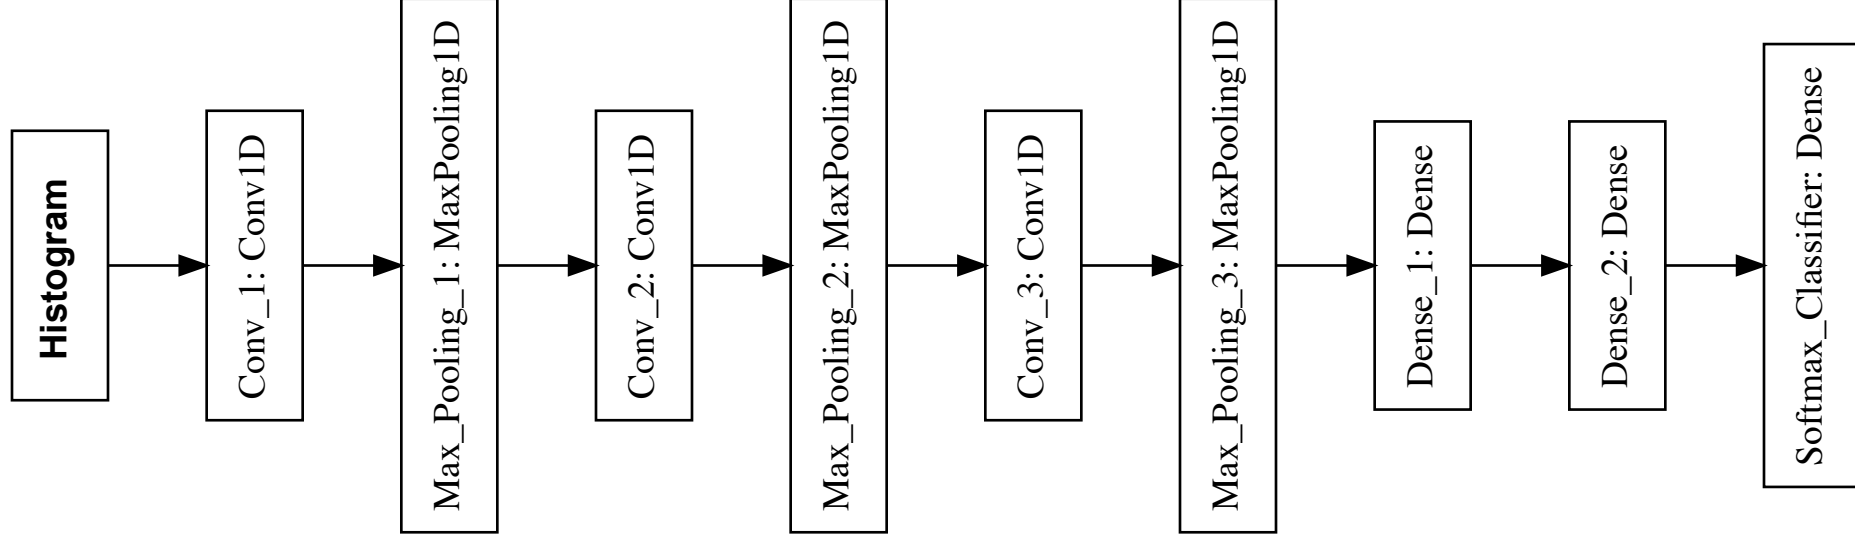 Histogram
Conv_1: Conv1D
Max_Pooling_1: MaxPooling1D
Conv_2: Conv1D
Max_Pooling_2: MaxPooling1D
Conv_3: Conv1D
Max_Pooling_3: MaxPooling1D
Dense_1: Dense
Dense_2: Dense
Softmax_Classifier: Dense